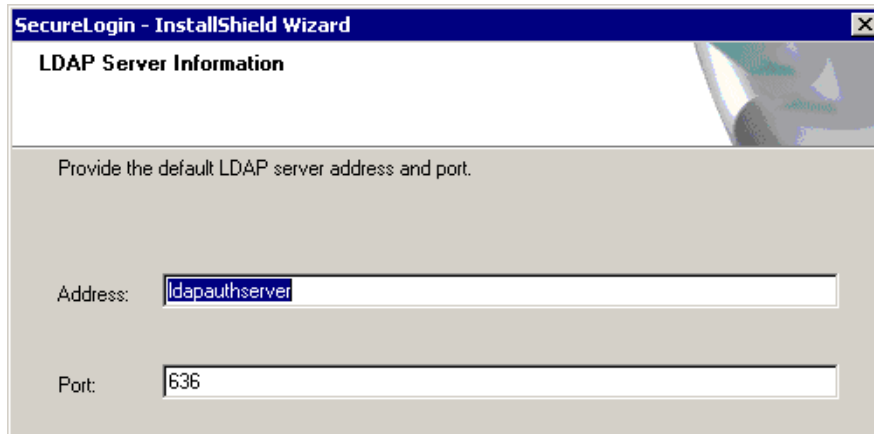 SecureLogin - InstallShield Wizard
LDAP Server Information
Provide the default LDAP server address and port.
Address: ldapauthserver
Port: 636